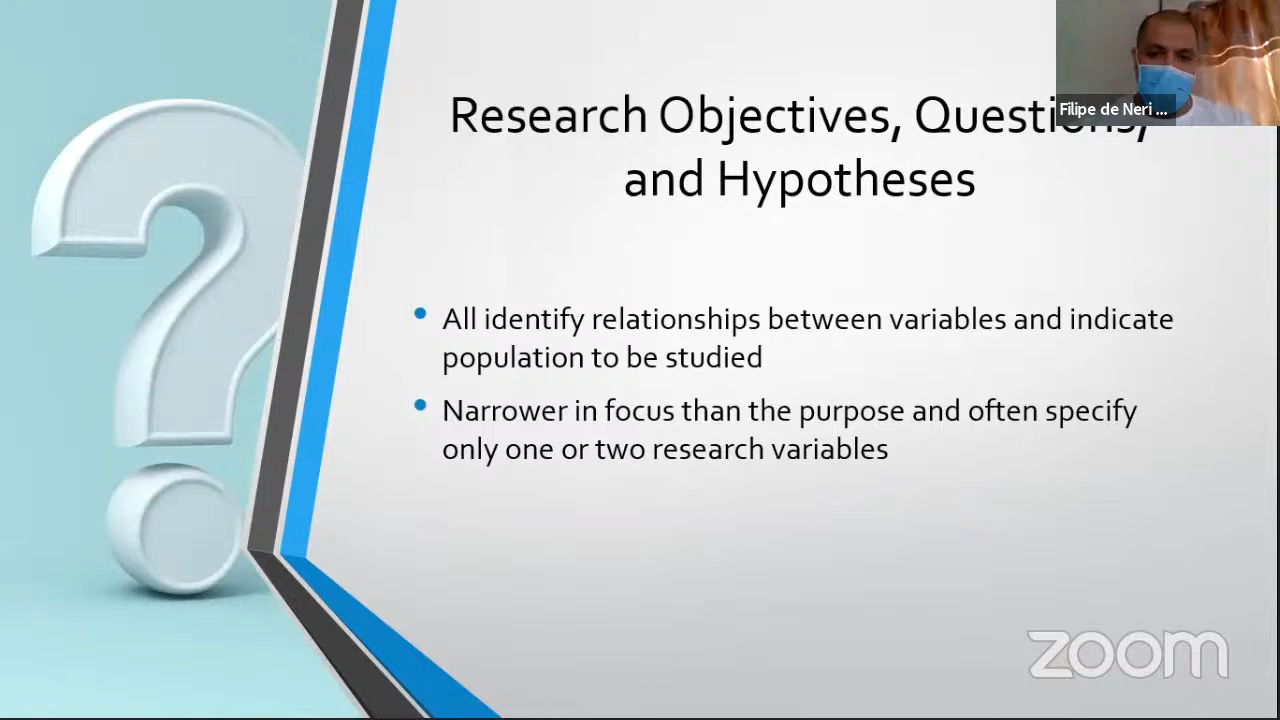 Filipe de Neri ...
Research Objectives, Questions,
and Hypotheses
• All identify relationships between variables and indicate
population to be studied
• Narrower in focus than the purpose and often specify
only one or two research variables
zoom